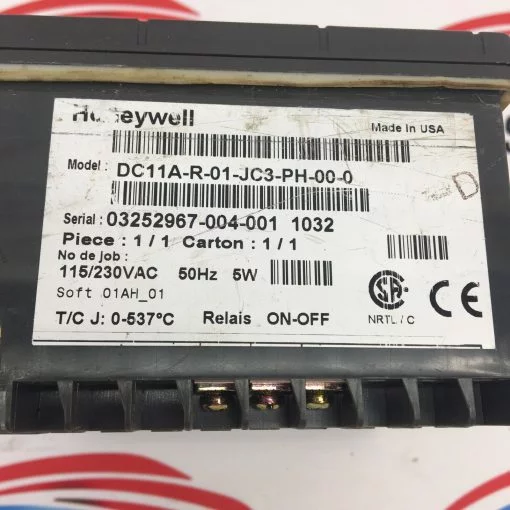 Honeywell
Made in USA
Model : DC11A-R-01-JC3-PH-00-0
D
Serial : 03252967-004-001 1032
Piece : 1 / 1 Carton : 1 / 1
No de job :
115/230VAC 50Hz 5W
Soft 01AH_01
T/C J: 0-537°C Relais ON-OFF
NRTL / C